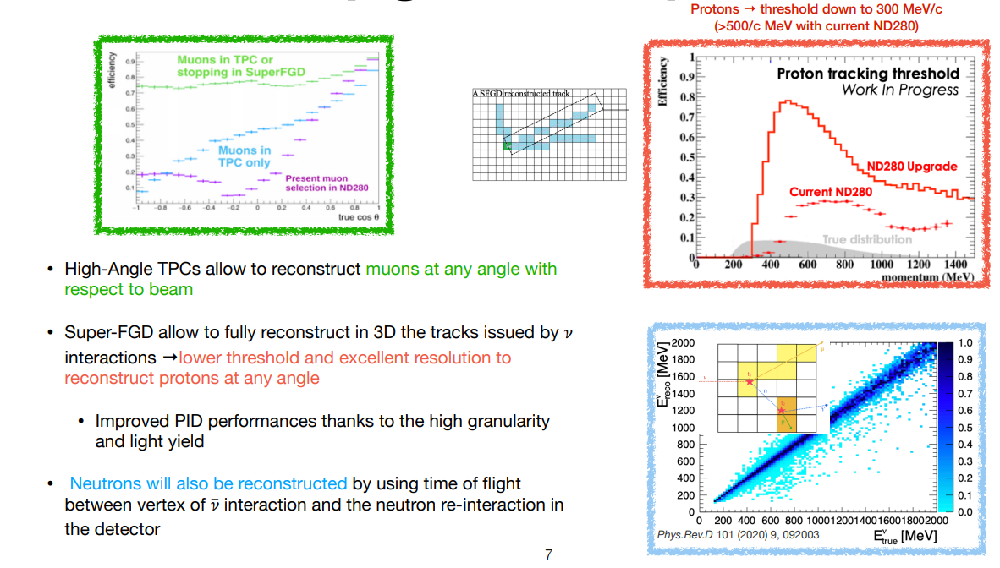 Protons → threshold down to 300 MeV/c
(>500/c MeV with current ND280)
efficiency
0.9
0.8
0.7
0.6
0.5
0.4
0.3
0.2
0.1
Muons in TPC or
stopping in SuperFGD
Muons in
TPC only
Present muon
selection in ND280
-1 -0.8 -0.6 -0.4 -0.2 0 0.2 0.4 0.6 0.8 1
true cos θ
A SFGD reconstructed track
Efficiency
1
0.9
0.8
0.7
0.6
0.5
0.4
0.3
0.2
0.1
0
Proton tracking threshold
Work In Progress
ND280 Upgrade
Current ND280
True distribution
0 200 400 600 800 1000 1200 1400
momentum (MeV)
• High-Angle TPCs allow to reconstruct muons at any angle with
respect to beam
• Super-FGD allow to fully reconstruct in 3D the tracks issued by ν
interactions →lower threshold and excellent resolution to
reconstruct protons at any angle
• Improved PID performances thanks to the high granularity
and light yield
• Neutrons will also be reconstructed by using time of flight
between vertex of ν̄ interaction and the neutron re-interaction in
the detector
E^ν_reco [MeV]
2000
1800
1600
1400
1200
1000
800
600
400
200
0
n
1.0
0.9
0.8
0.7
0.6
0.5
0.4
0.3
0.2
0.1
0.0
0 200 400 600 800 1000 1200 1400 1600 1800 2000
Phys.Rev.D 101 (2020) 9, 092003
E^ν_true [MeV]
7